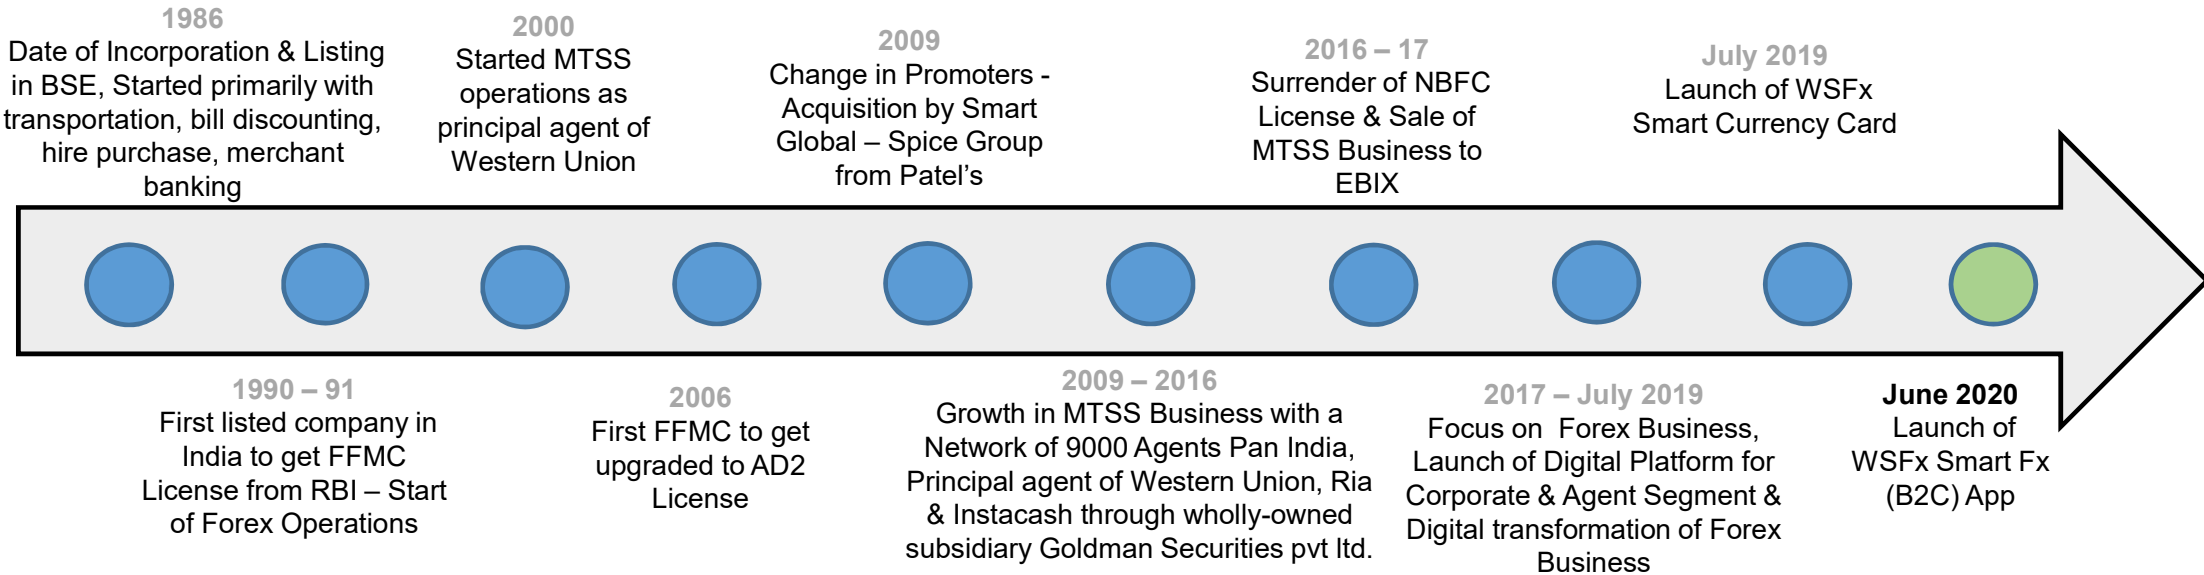 1986
Date of Incorporation & Listing
in BSE, Started primarily with
transportation, bill discounting,
hire purchase, merchant
banking
2000
Started MTSS
operations as
principal agent of
Western Union
2009
Change in Promoters -
Acquisition by Smart
Global – Spice Group
from Patel’s
2016 – 17
Surrender of NBFC
License & Sale of
MTSS Business to
EBIX
July 2019
Launch of WSFx
Smart Currency Card
1990 – 91
First listed company in
India to get FFMC
License from RBI – Start
of Forex Operations
2006
First FFMC to get
upgraded to AD2
License
2009 – 2016
Growth in MTSS Business with a
Network of 9000 Agents Pan India,
Principal agent of Western Union, Ria
& Instacash through wholly-owned
subsidiary Goldman Securities pvt ltd.
2017 – July 2019
Focus on Forex Business,
Launch of Digital Platform for
Corporate & Agent Segment &
Digital transformation of Forex
Business
June 2020
Launch of
WSFx Smart Fx
(B2C) App